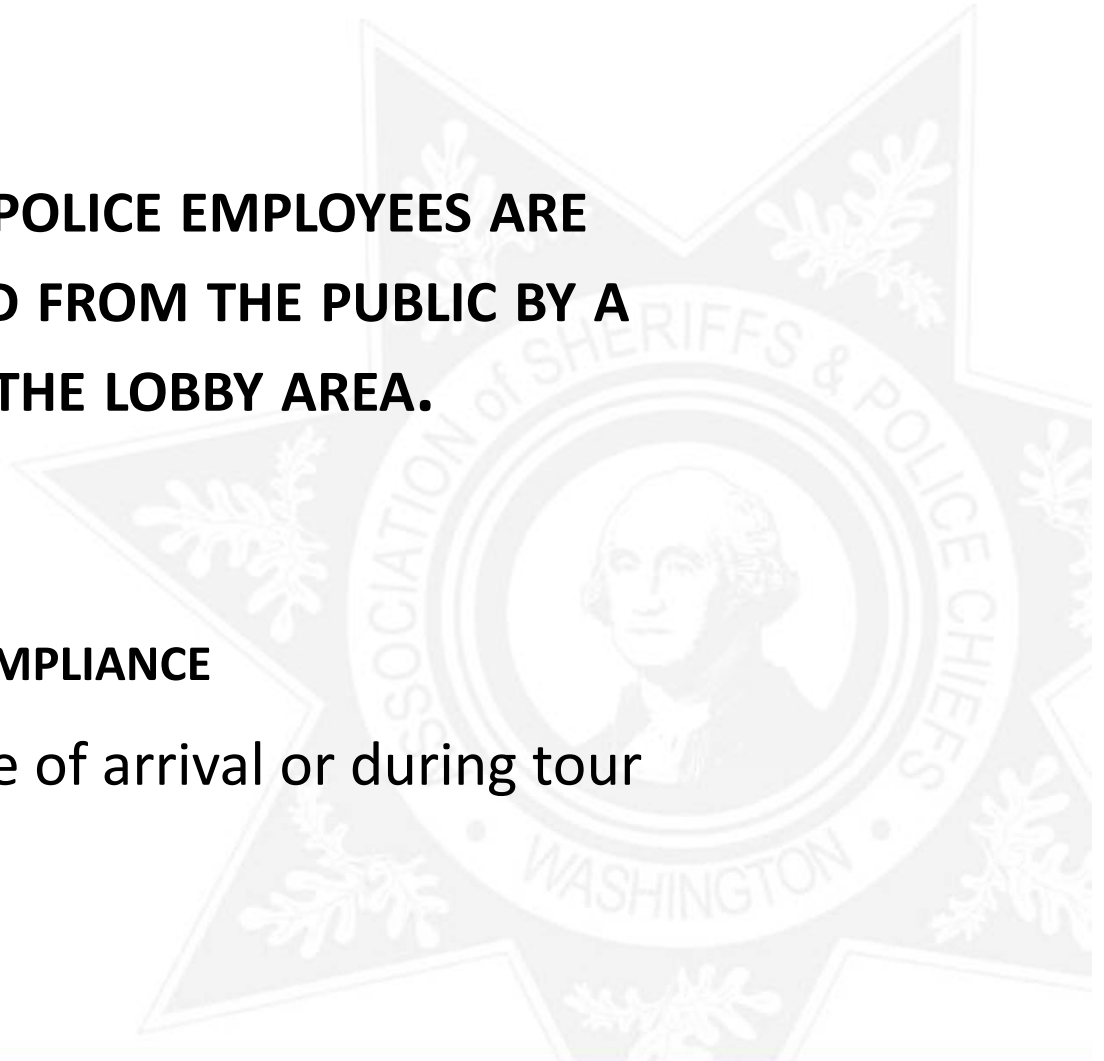 POLICE EMPLOYEES ARE
D FROM THE PUBLIC BY A
THE LOBBY AREA.
MPLIANCE
e of arrival or during tour
ASSOCIATION of SHERIFFS & POLICE CHIEFS
• WASHINGTON •